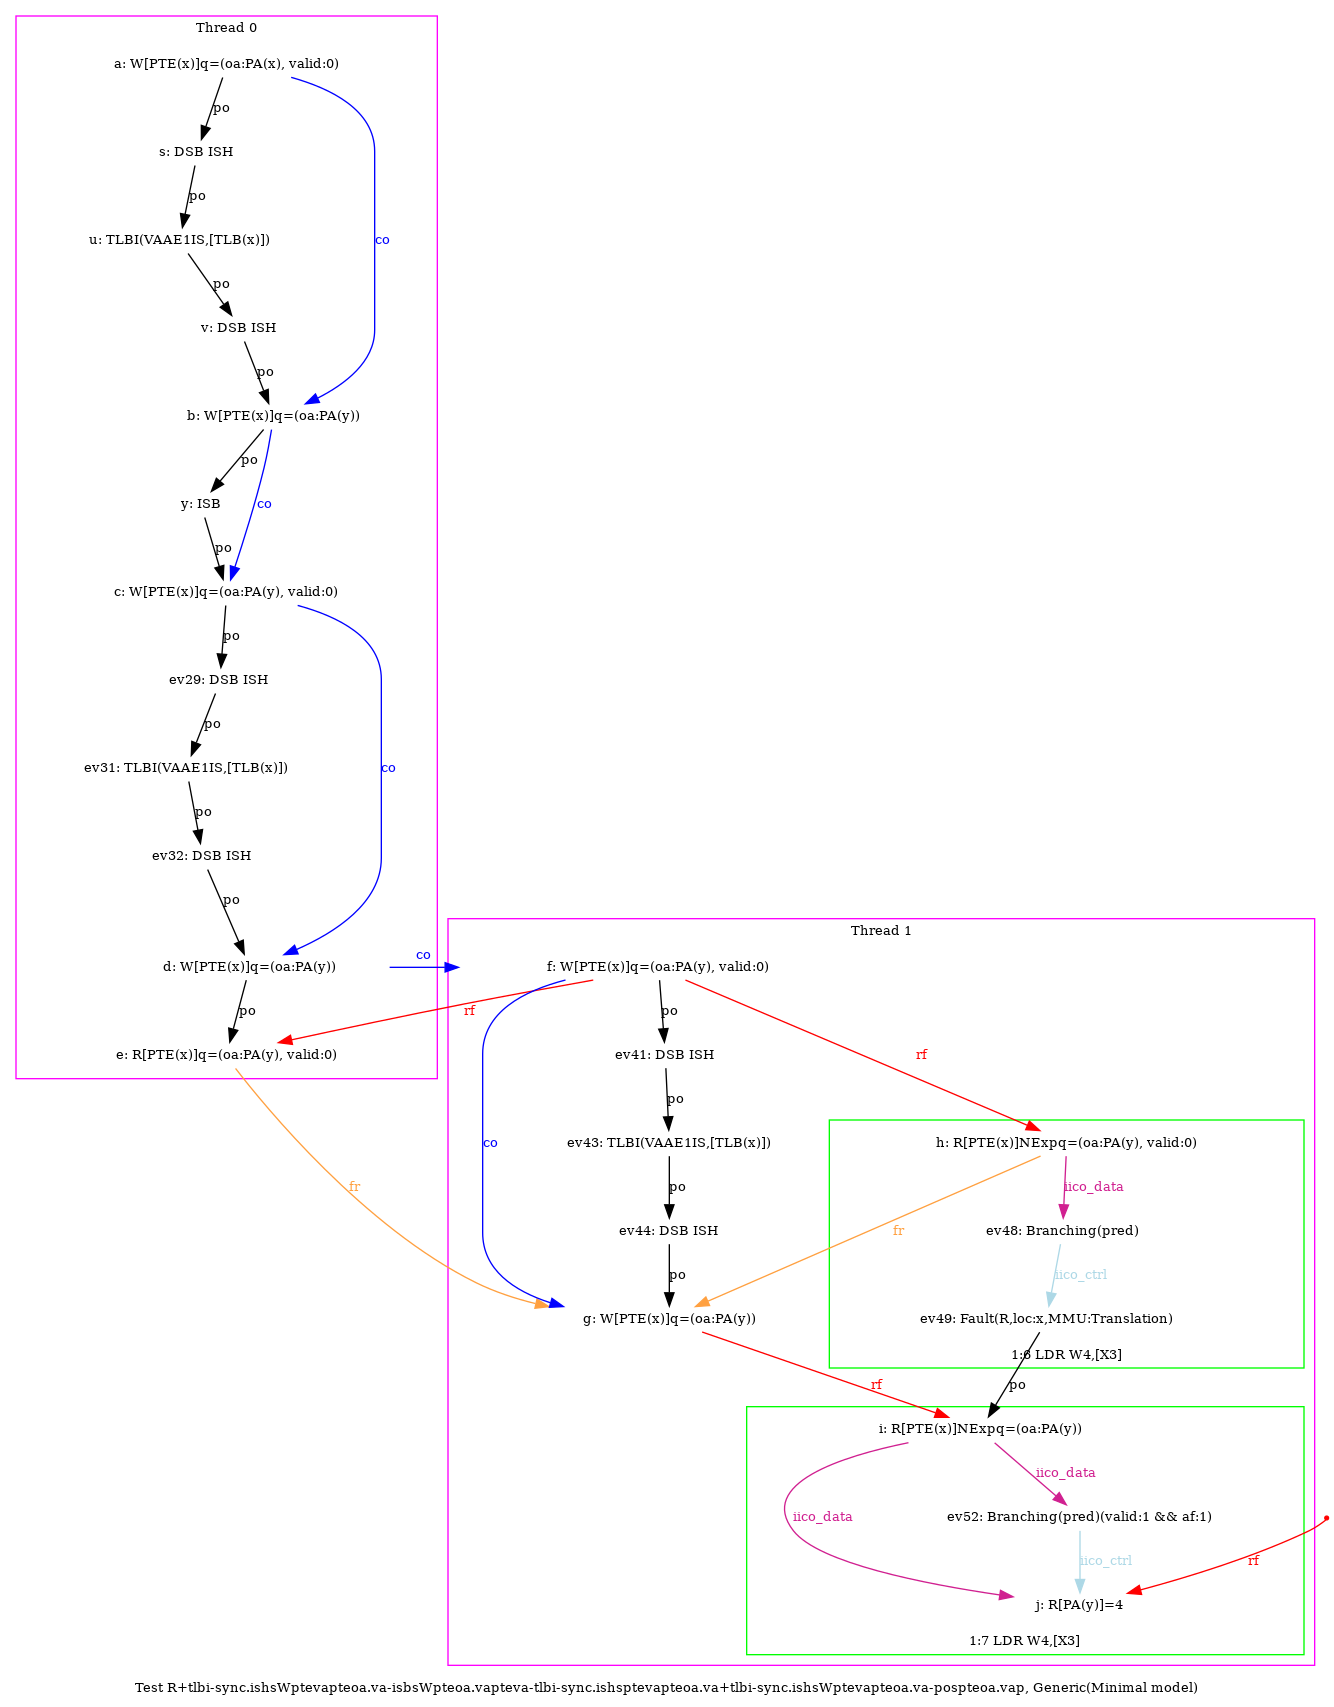 Thread 0
a: W[PTE(x)]q=(oa:PA(x), valid:0)
po
s: DSB ISH
po
u: TLBI(VAAE1IS,[TLB(x)])
co
po
v: DSB ISH
po
b: W[PTE(x)]q=(oa:PA(y))
po
y: ISB
co
po
c: W[PTE(x)]q=(oa:PA(y), valid:0)
po
ev29: DSB ISH
po
ev31: TLBI(VAAE1IS,[TLB(x)])
co
po
ev32: DSB ISH
po
d: W[PTE(x)]q=(oa:PA(y))
co
po
e: R[PTE(x)]q=(oa:PA(y), valid:0)
Thread 1
f: W[PTE(x)]q=(oa:PA(y), valid:0)
rf
po
rf
ev41: DSB ISH
po
ev43: TLBI(VAAE1IS,[TLB(x)])
co
po
fr
ev44: DSB ISH
po
g: W[PTE(x)]q=(oa:PA(y))
h: R[PTE(x)]NExpq=(oa:PA(y), valid:0)
iico_data
fr
ev48: Branching(pred)
iico_ctrl
ev49: Fault(R,loc:x,MMU:Translation)
1:6 LDR W4,[X3]
rf
po
i: R[PTE(x)]NExpq=(oa:PA(y))
iico_data
iico_data
ev52: Branching(pred)(valid:1 && af:1)
iico_ctrl
rf
j: R[PA(y)]=4
1:7 LDR W4,[X3]
Test R+tlbi-sync.ishsWptevapteoa.va-isbsWpteoa.vapteva-tlbi-sync.ishsptevapteoa.va+tlbi-sync.ishsWptevapteoa.va-pospteoa.vap, Generic(Minimal model)